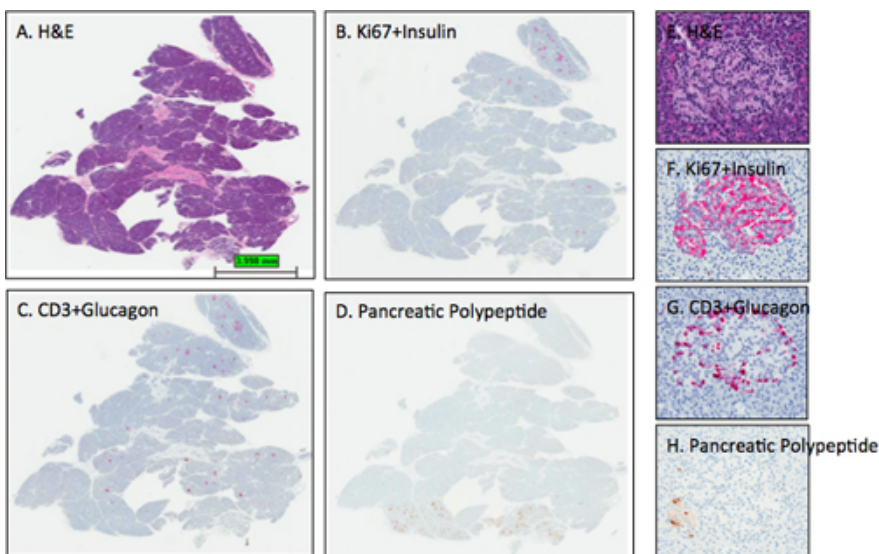 A. H&E
B. Ki67+Insulin
E. H&E
F. Ki67+Insulin
C. CD3+Glucagon
D. Pancreatic Polypeptide
G. CD3+Glucagon
H. Pancreatic Polypeptide